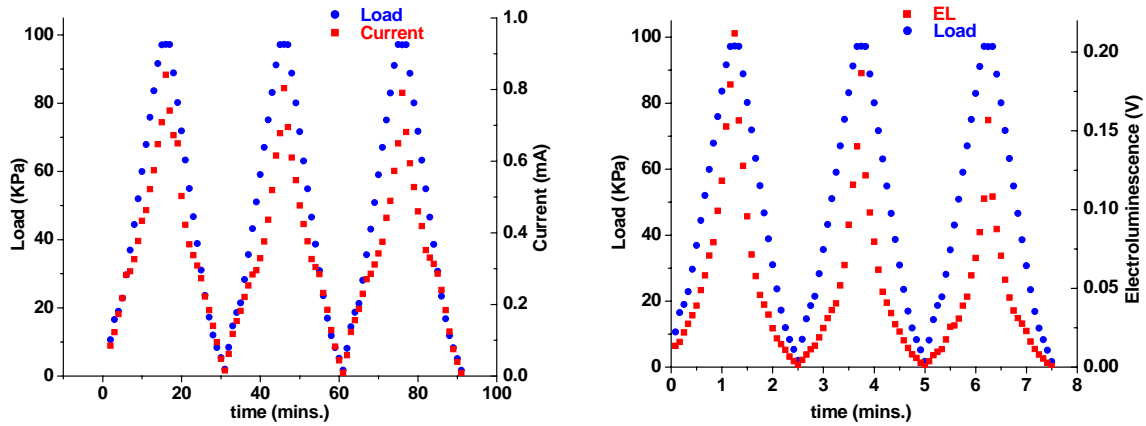 Load
Current
Load (KPa)
100
80
60
40
20
0
1.0
0.8
0.6
0.4
0.2
0.0
Current (mA)
0 20 40 60 80 100
time (mins.)
EL
Load
Load (KPa)
100
80
60
40
20
0
0.20
0.15
0.10
0.05
0.00
Electroluminescence (V)
0 1 2 3 4 5 6 7 8
time (mins.)